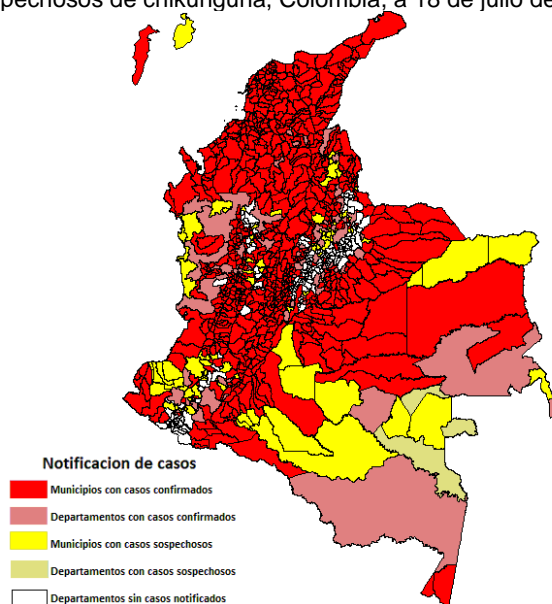 pechosos de chikunguña, Colombia, a 18 de julio de
Notificacion de casos
Municipios con casos confirmados
Departamentos con casos confirmados
Municipios con casos sospechosos
Departamentos con casos sospechosos
Departamentos sin casos notificados